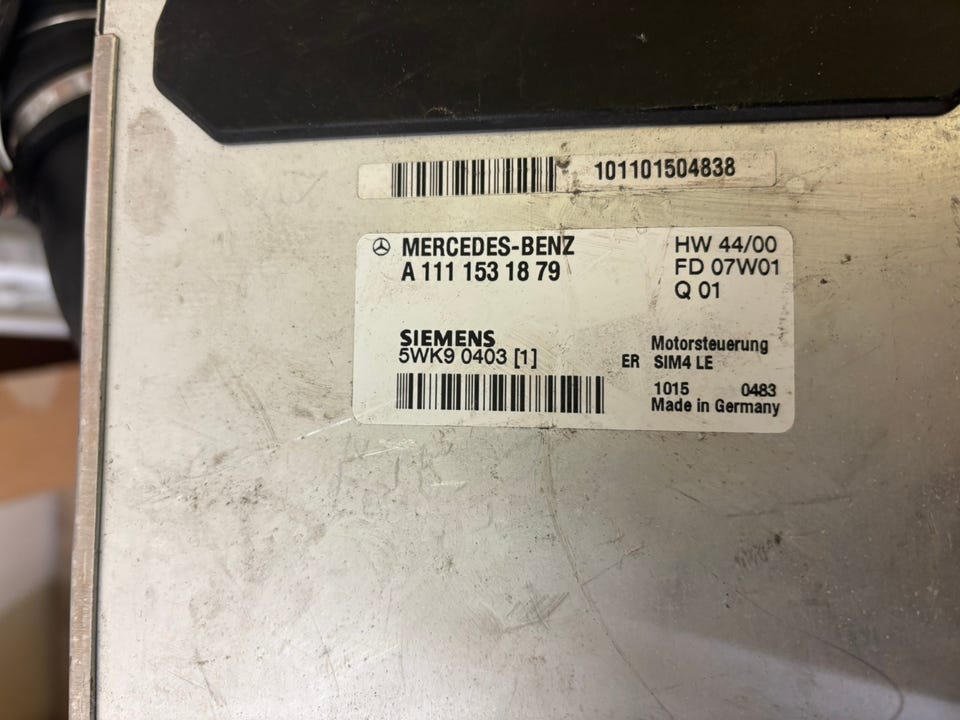 101101504838
MERCEDES-BENZ
A 111 153 18 79
HW 44/00
FD 07W01
Q 01
SIEMENS
5WK9 0403 [1]
Motorsteuerung
ER SIM4 LE
1015 0483
Made in Germany